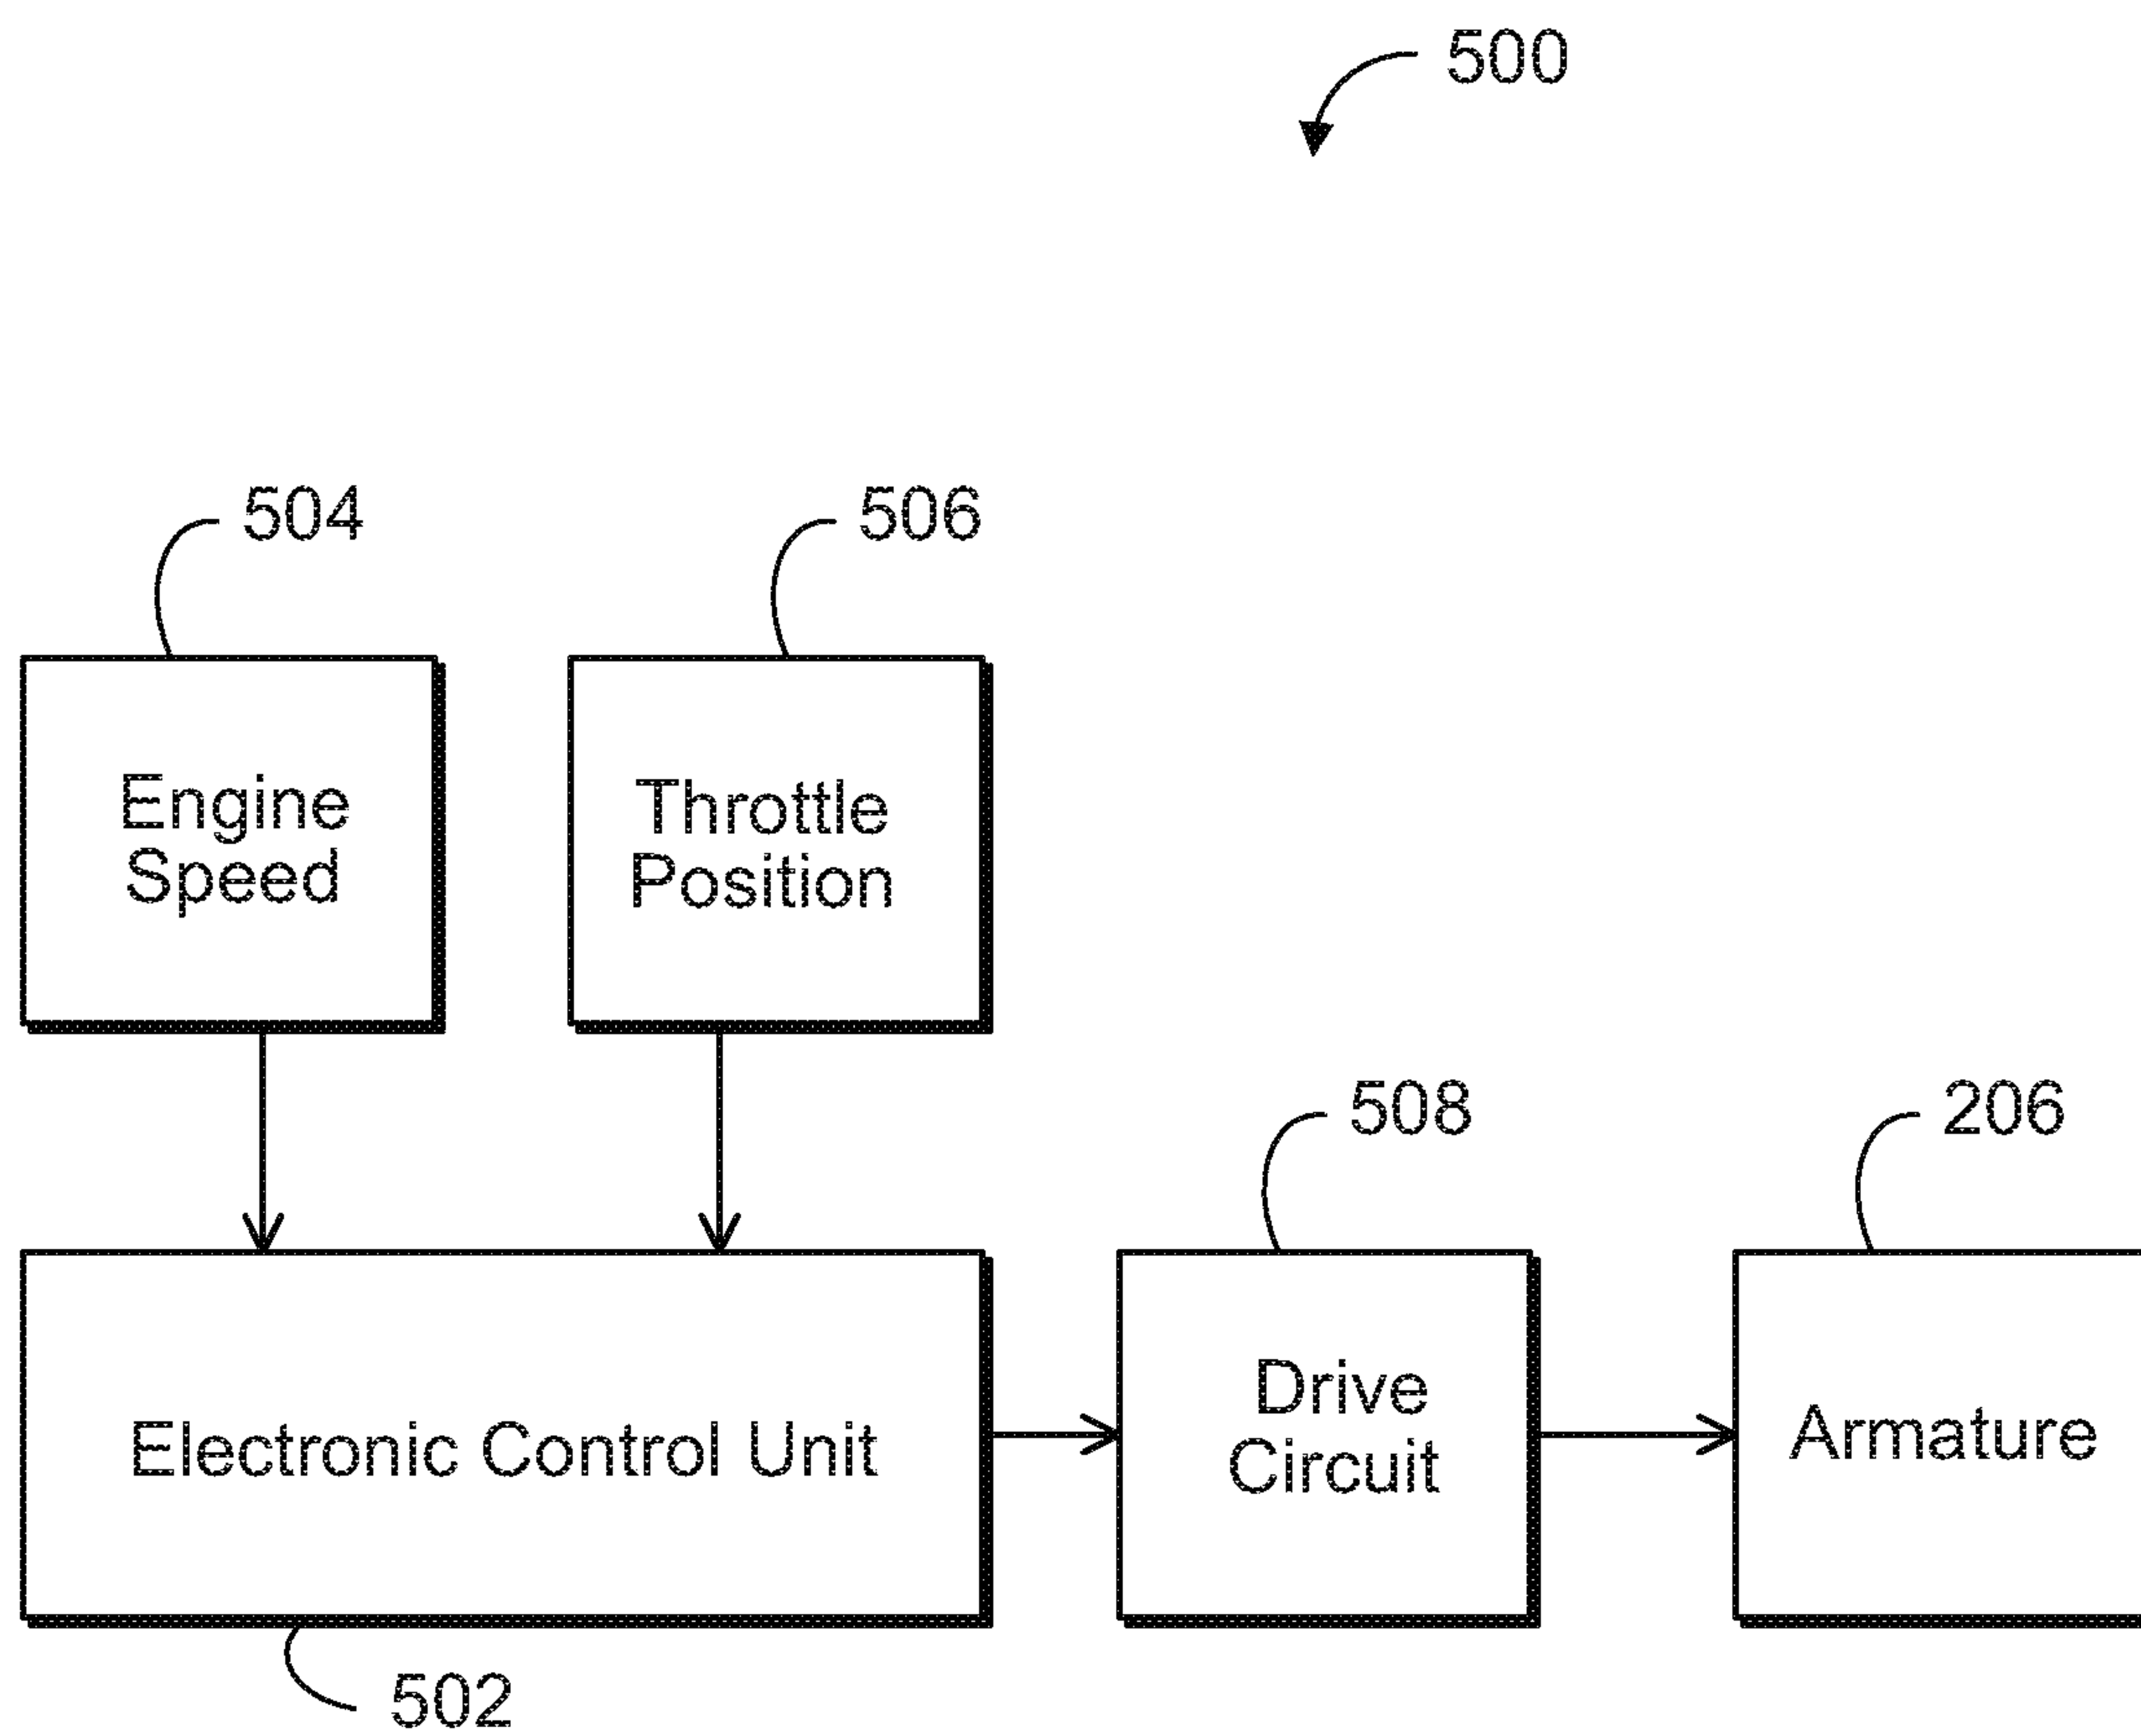 500
504
506
Engine
Speed
Throttle
Position
508
206
Electronic Control Unit
Drive
Circuit
Armature
502